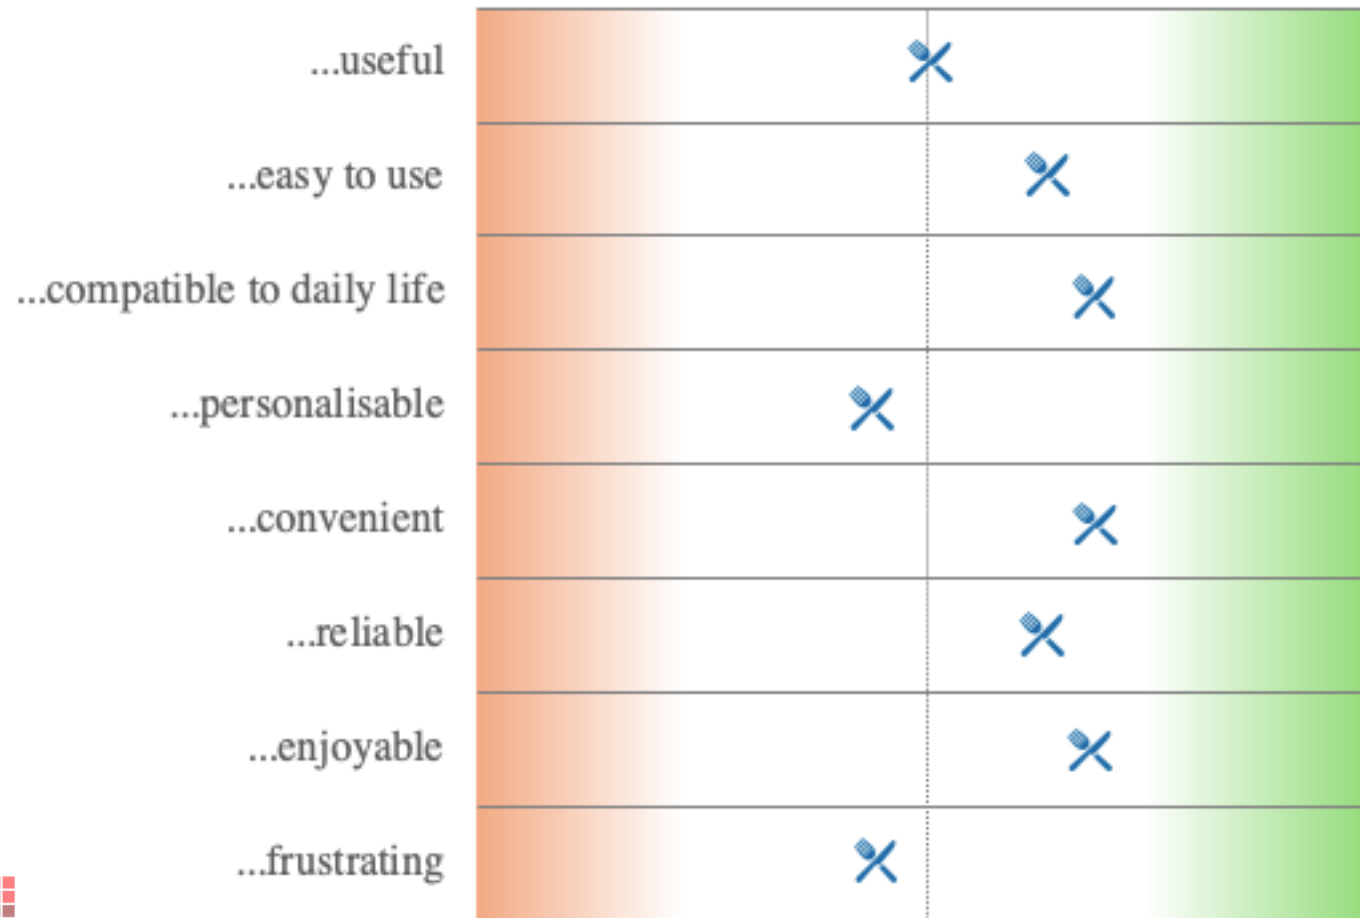 ...useful
...easy to use
...compatible to daily life
...personalisable
...convenient
...reliable
...enjoyable
...frustrating